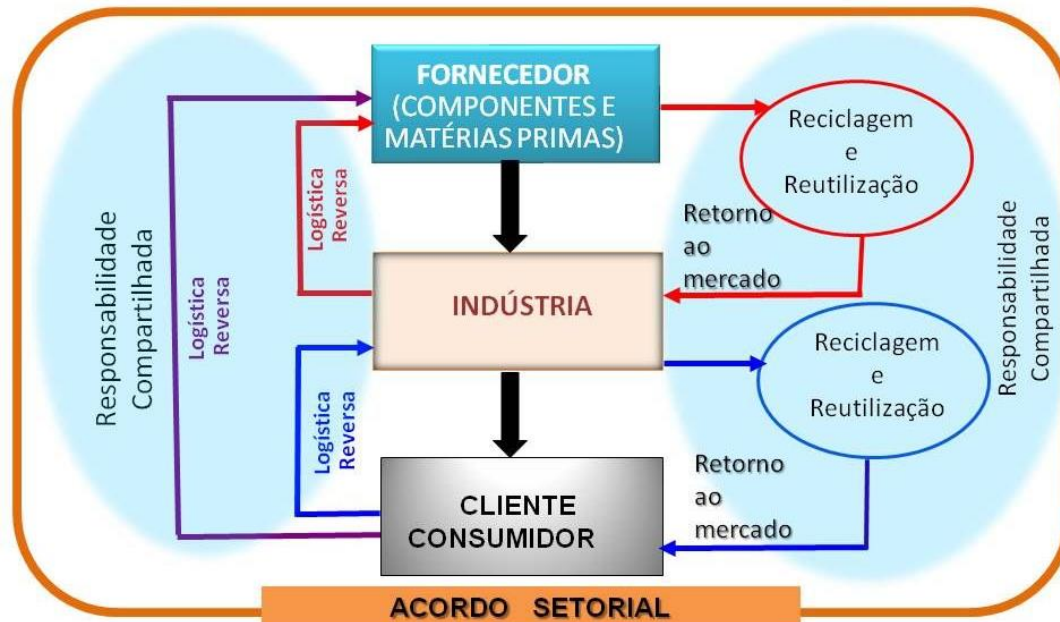 FORNECEDOR
(COMPONENTES E
MATÉRIAS PRIMAS)
Reciclagem
e
Reutilização
Logística
Reversa
Retorno
ao
mercado
Responsabilidade
Compartilhada
Logística
Reversa
INDÚSTRIA
Responsabilidade
Compartilhada
Reciclagem
e
Reutilização
Logística
Reversa
Retorno
ao
mercado
CLIENTE
CONSUMIDOR
ACORDO SETORIAL